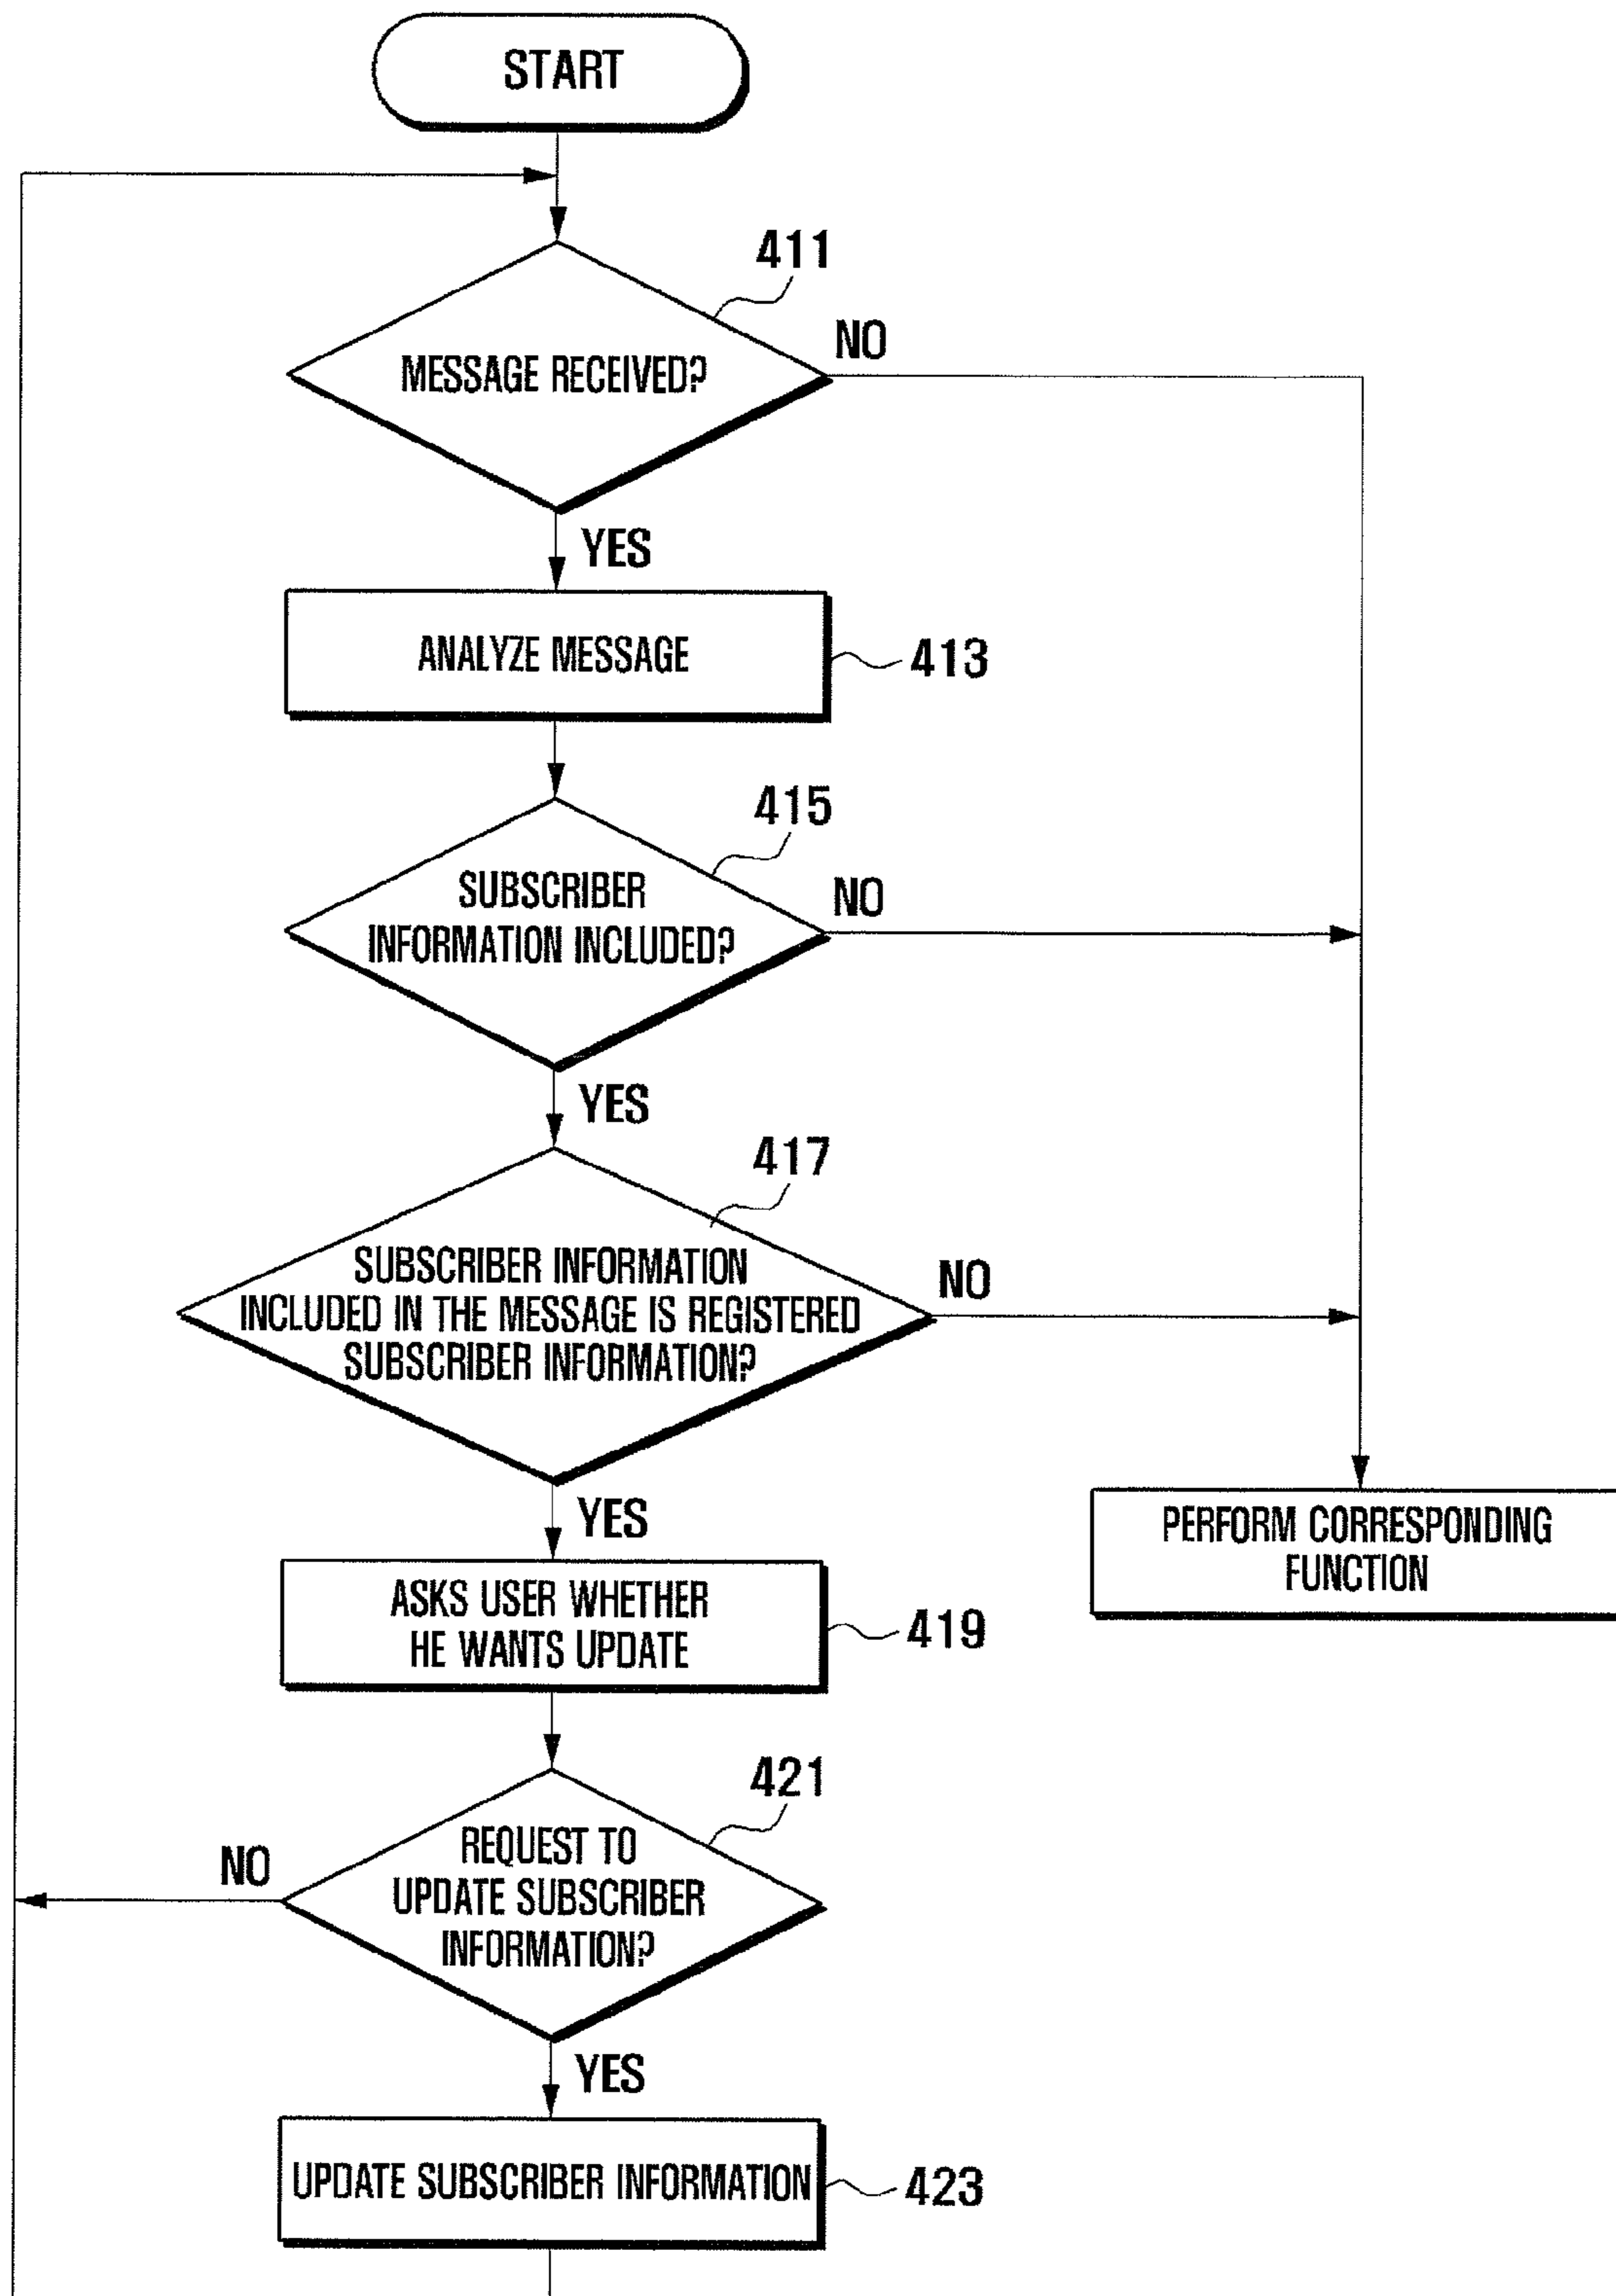 START
411
MESSAGE RECEIVED?
NO
YES
ANALYZE MESSAGE
413
415
SUBSCRIBER
INFORMATION INCLUDED?
NO
YES
417
SUBSCRIBER INFORMATION
INCLUDED IN THE MESSAGE IS REGISTERED
SUBSCRIBER INFORMATION?
NO
YES
PERFORM CORRESPONDING
FUNCTION
ASKS USER WHETHER
HE WANTS UPDATE
419
421
REQUEST TO
UPDATE SUBSCRIBER
INFORMATION?
NO
YES
UPDATE SUBSCRIBER INFORMATION
423